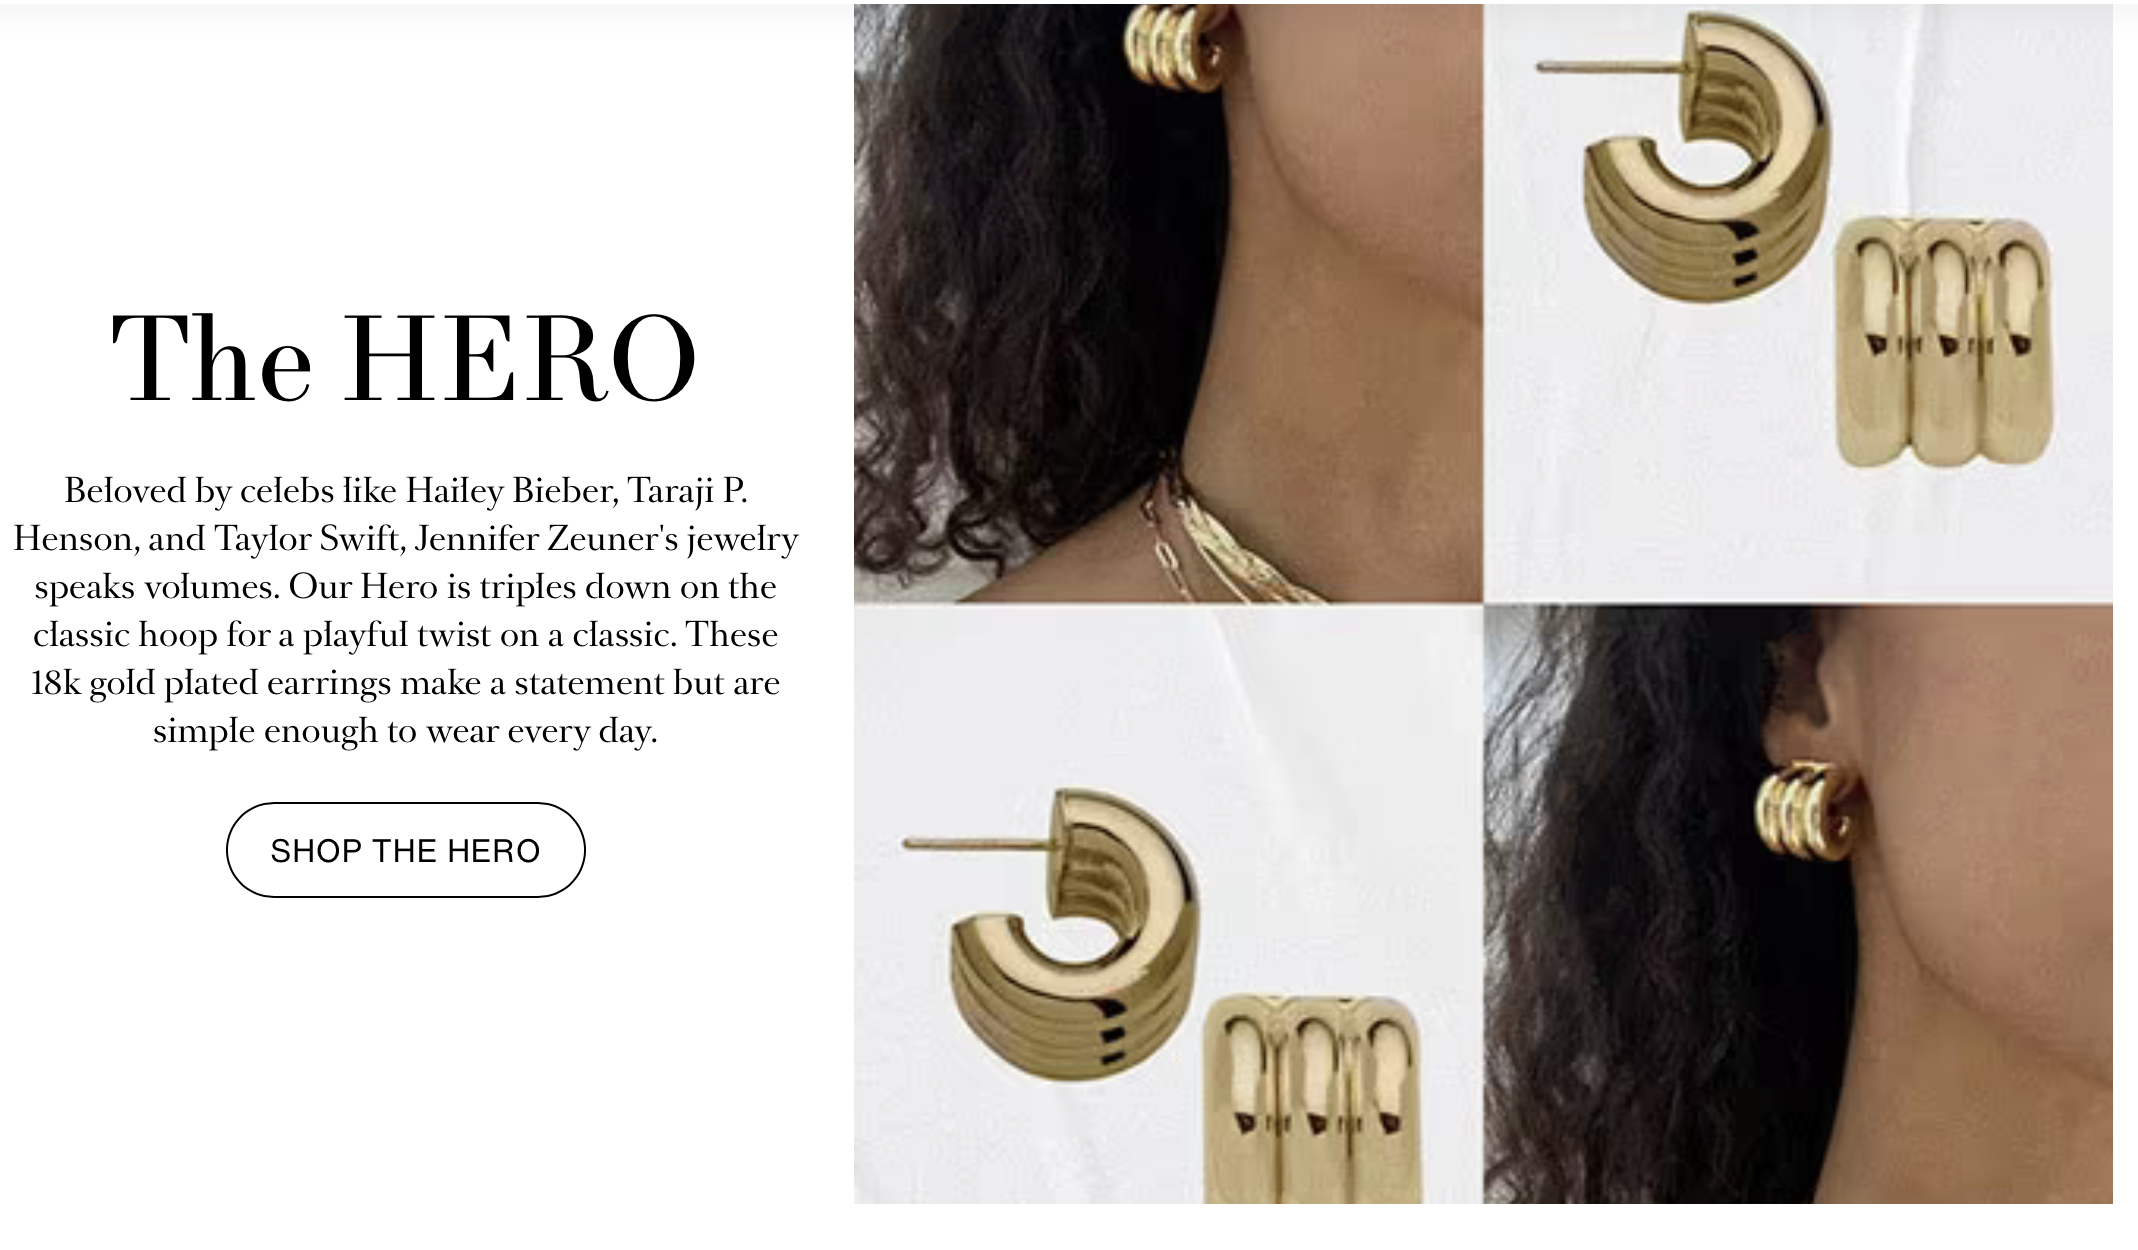 The HERO
Beloved by celebs like Hailey Bieber, Taraji P.
Henson, and Taylor Swift, Jennifer Zeuner's jewelry
speaks volumes. Our Hero is triples down on the
classic hoop for a playful twist on a classic. These
18k gold plated earrings make a statement but are
simple enough to wear every day.
SHOP THE HERO